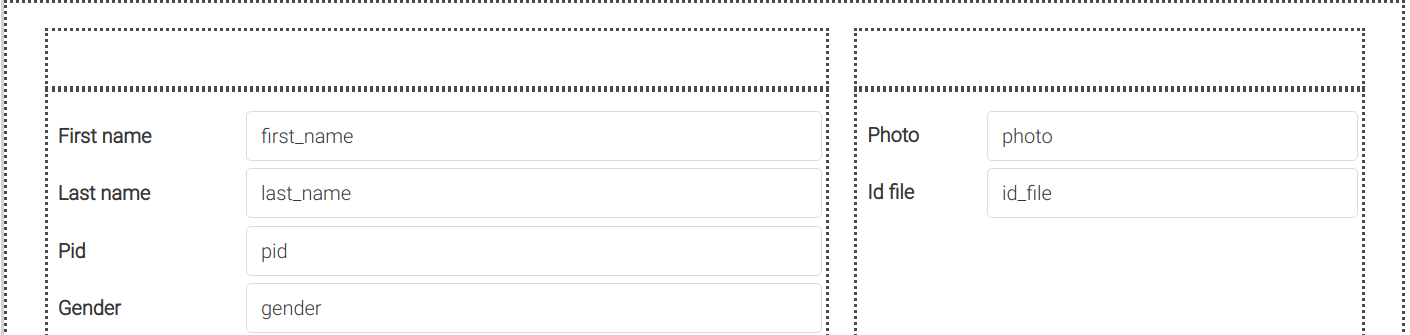 First name first_name
Last name last_name
Pid pid
Gender gender
Photo photo
Id file id_file